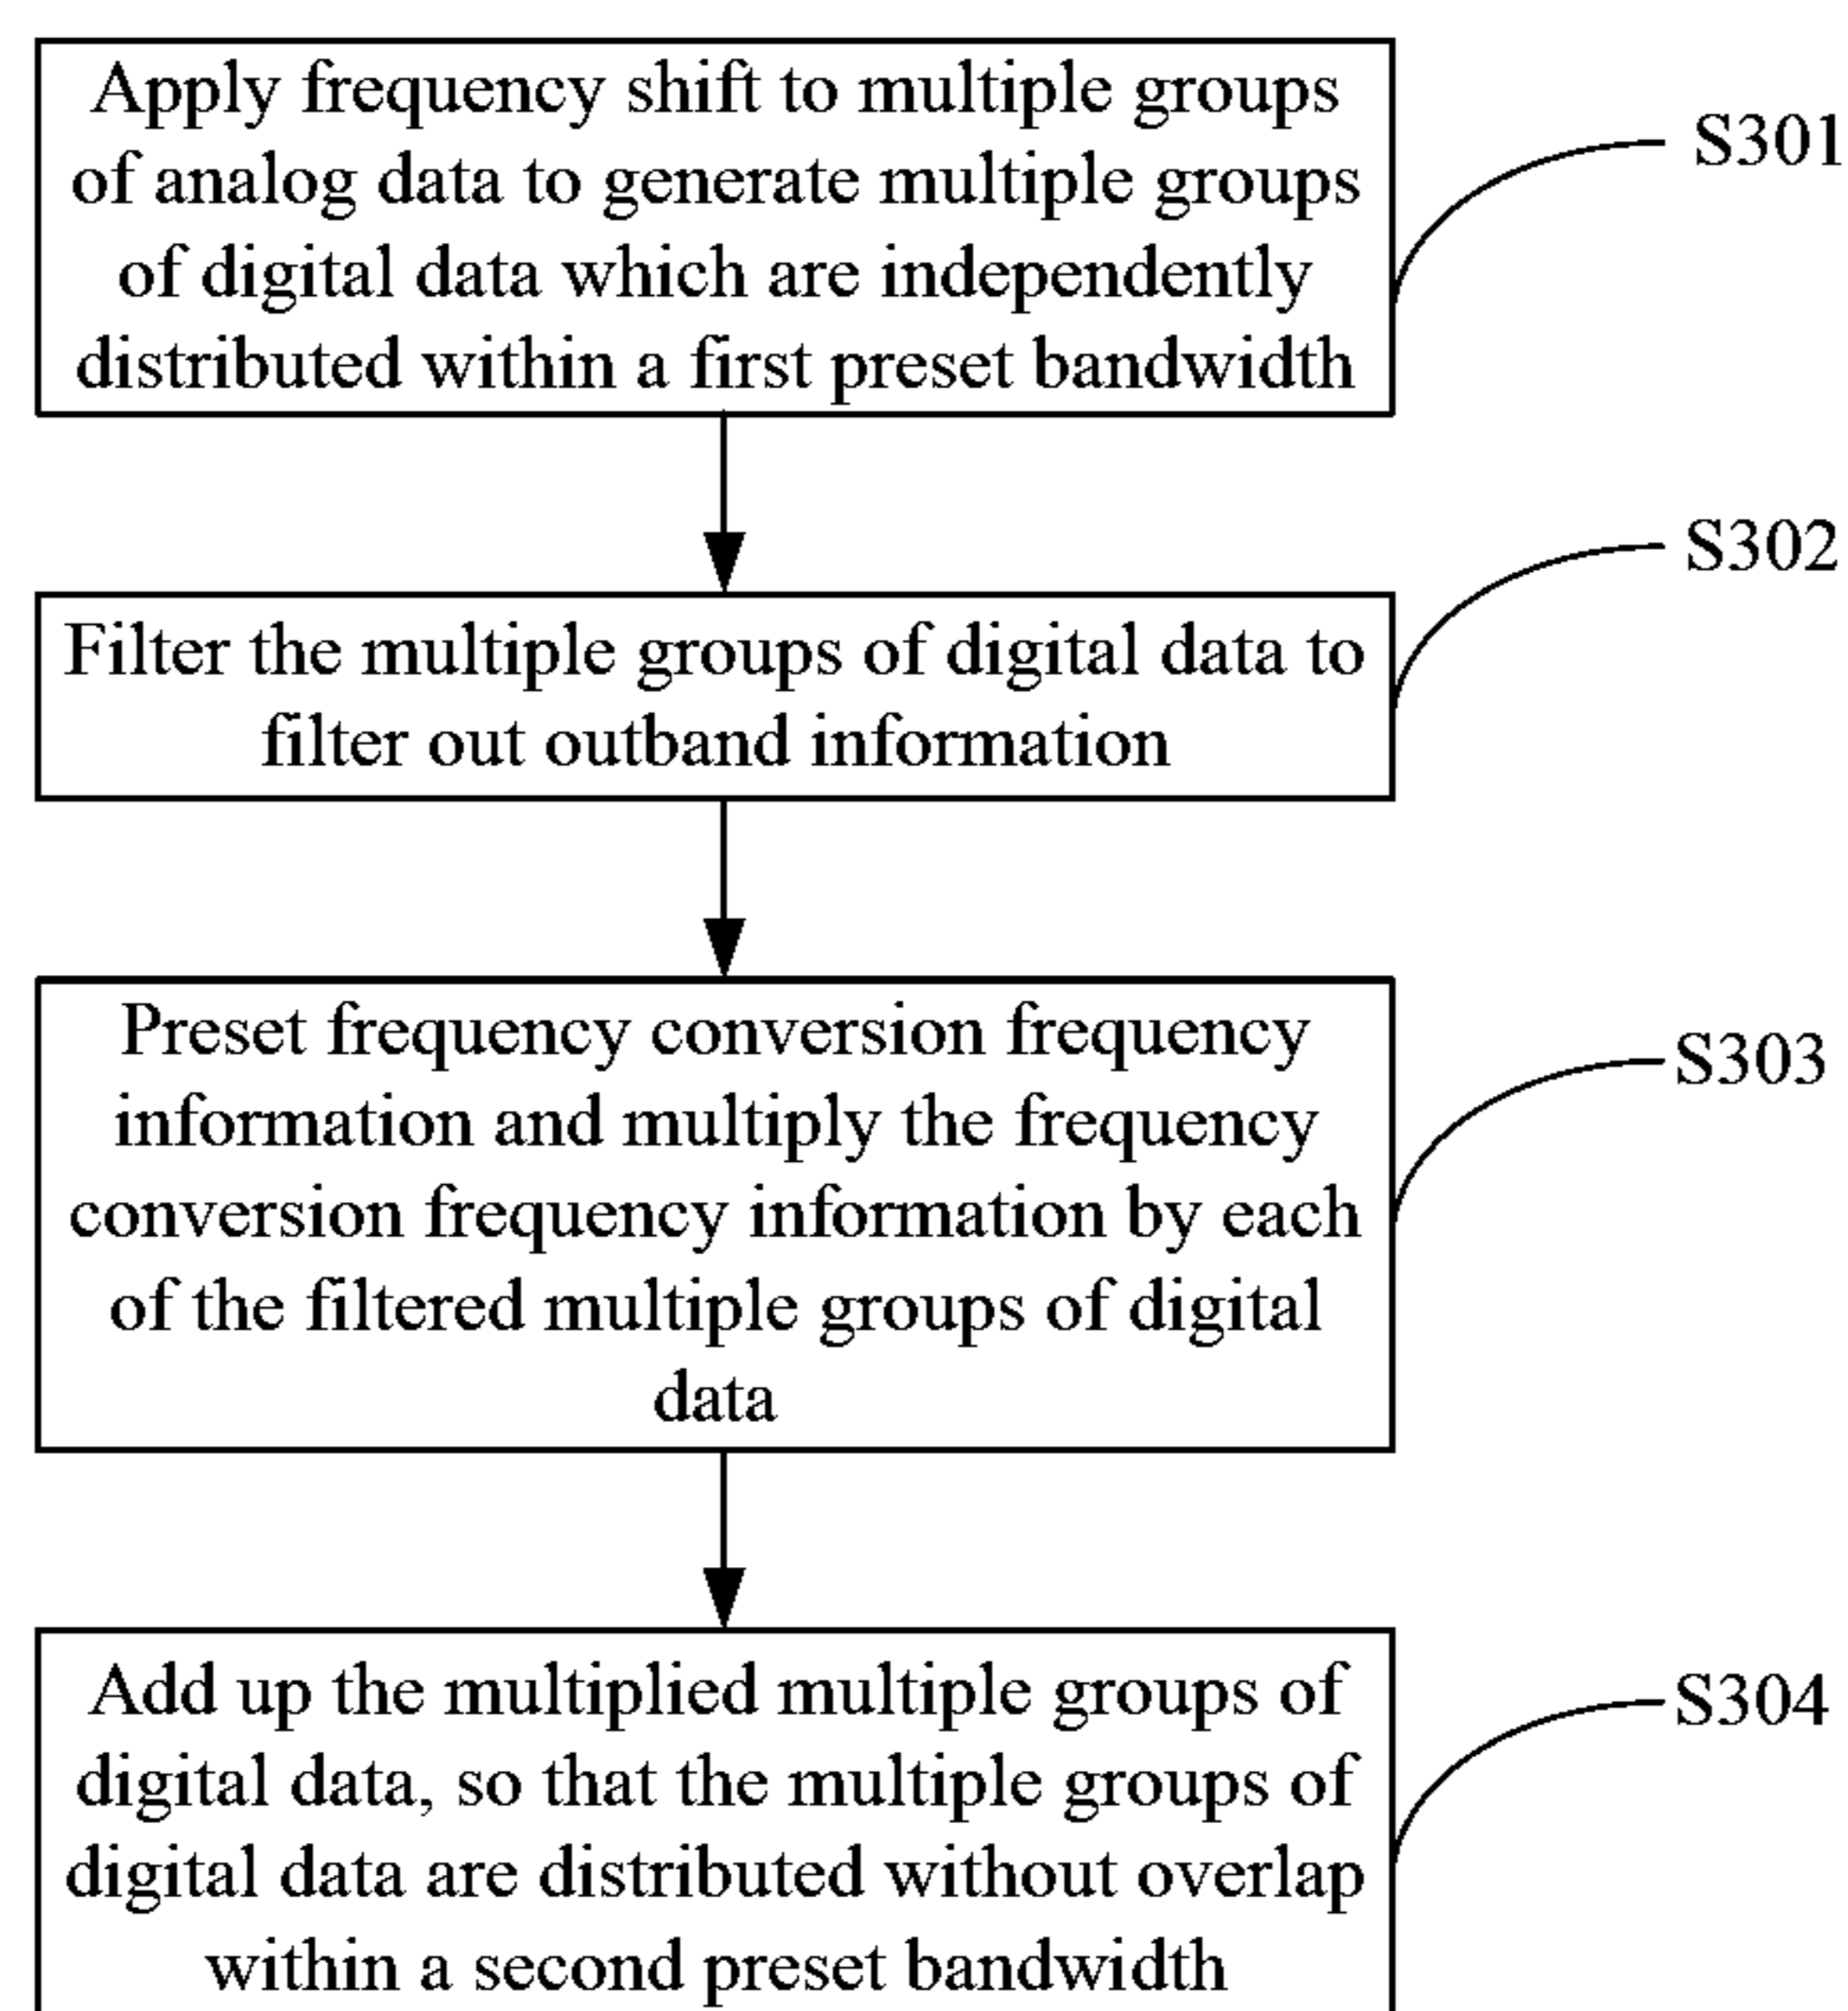 Apply frequency shift to multiple groups
of analog data to generate multiple groups
of digital data which are independently
distributed within a first preset bandwidth
S301
Filter the multiple groups of digital data to
filter out outband information
S302
Preset frequency conversion frequency
information and multiply the frequency
conversion frequency information by each
of the filtered multiple groups of digital
data
S303
Add up the multiplied multiple groups of
digital data, so that the multiple groups of
digital data are distributed without overlap
within a second preset bandwidth
S304